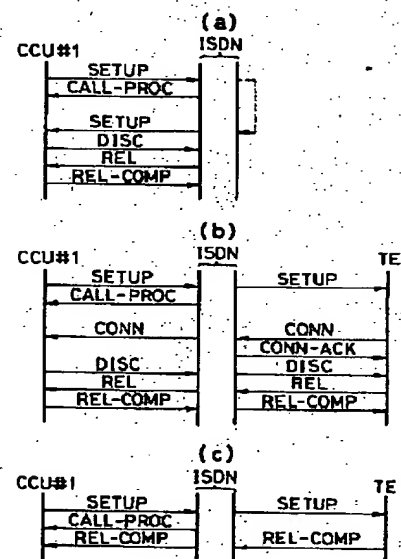 (a)
CCU#1 ISDN
SETUP
CALL-PROC
SETUP
DISC
REL
REL-COMP
(b)
CCU#1 ISDN TE
SETUP SETUP
CALL-PROC
CONN CONN
CONN-ACK
DISC DISC
REL REL
REL-COMP REL-COMP
(c)
CCU#1 ISDN TE
SETUP SETUP
CALL-PROC
REL-COMP REL-COMP